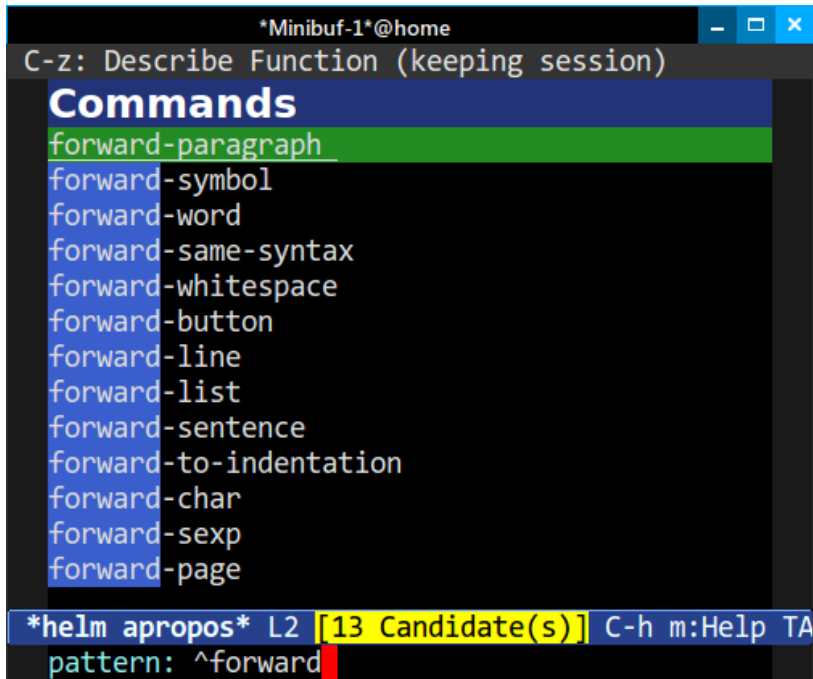 *Minibuf-1*@home
C-z: Describe Function (keeping session)
Commands
forward-paragraph
forward-symbol
forward-word
forward-same-syntax
forward-whitespace
forward-button
forward-line
forward-list
forward-sentence
forward-to-indentation
forward-char
forward-sexp
forward-page
*helm apropos* L2 [13 Candidate(s)] C-h m:Help TA
pattern: ^forward